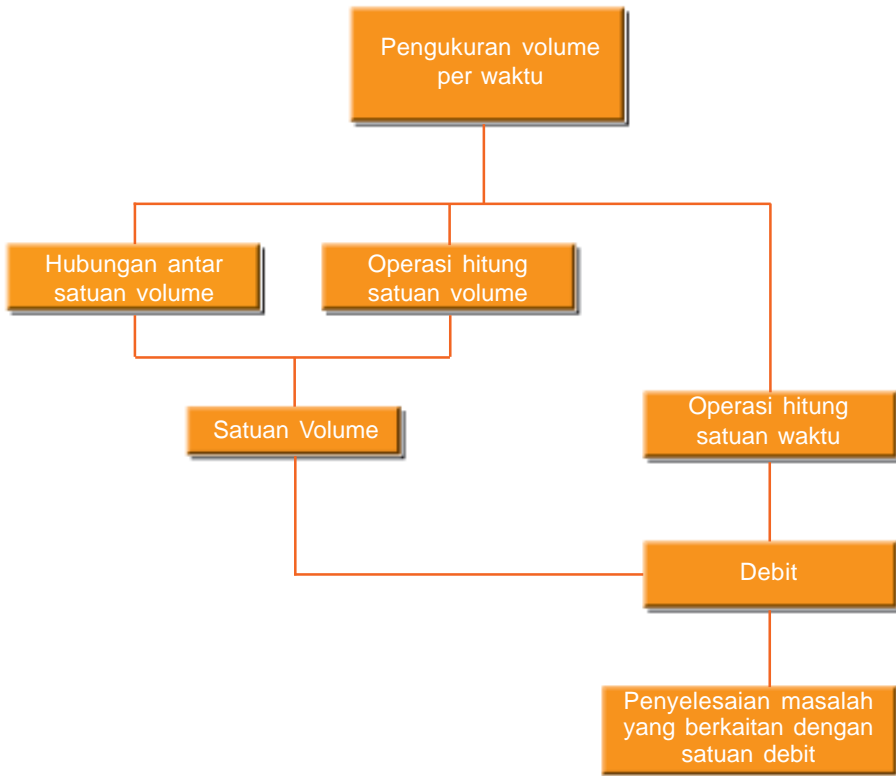 Pengukuran volume
per waktu
Hubungan antar
satuan volume
Operasi hitung
satuan volume
Satuan Volume
Operasi hitung
satuan waktu
Debit
Penyelesaian masalah
yang berkaitan dengan
satuan debit